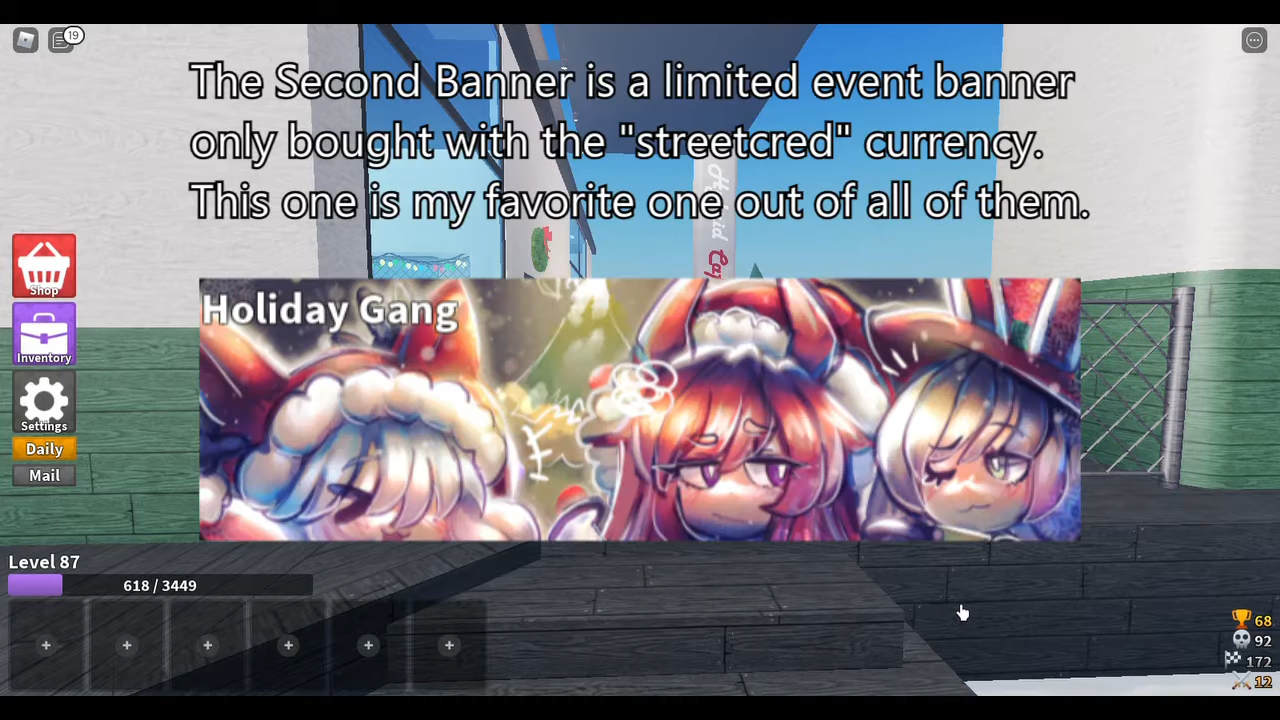 19
The Second Banner is a limited event banner
only bought with the "streetcred" currency.
This one is my favorite one out of all of them.
Holiday Gang
Shop
Inventory
Settings
Daily
Mail
Level 87
618 / 3449
68
92
172
12